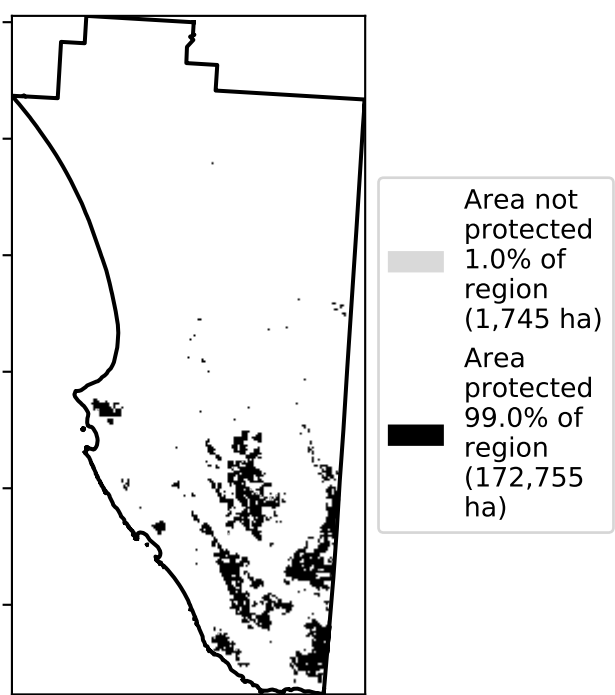 Area not
protected
1.0% of
region
(1,745 ha)
Area
protected
99.0% of
region
(172,755
ha)